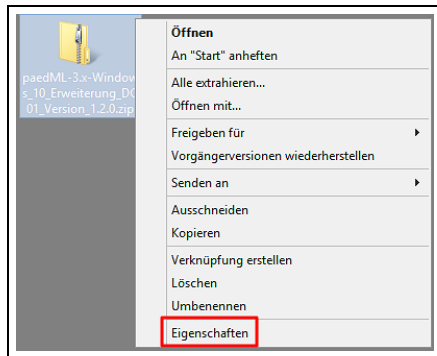 paedML-3.x-Window
s_10_Erweiterung_DC
01_Version_1.2.0.zip
Öffnen
An "Start" anheften
Alle extrahieren...
Öffnen mit...
Freigeben für
Vorgängerversionen wiederherstellen
Senden an
Ausschneiden
Kopieren
Verknüpfung erstellen
Löschen
Umbenennen
Eigenschaften